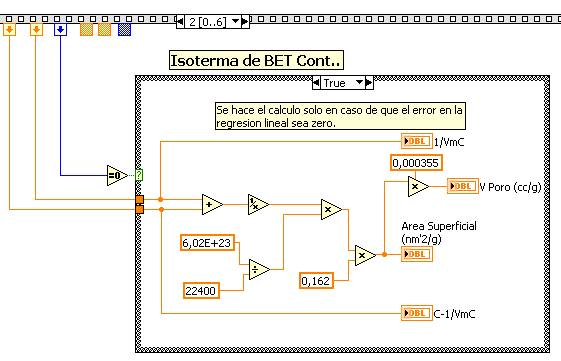 2 [0..6]
Isoterma de BET Cont..
True
Se hace el calculo solo en caso de que el error en la
regresion lineal sea zero.
DBL
1/VmC
0,000355
=0
?
x
DBL
V Poro (cc/g)
+
1/x
x
Area Superficial
(nm'2/g)
6,02E+23
x
DBL
÷
22400
0,162
DBL
C-1/VmC